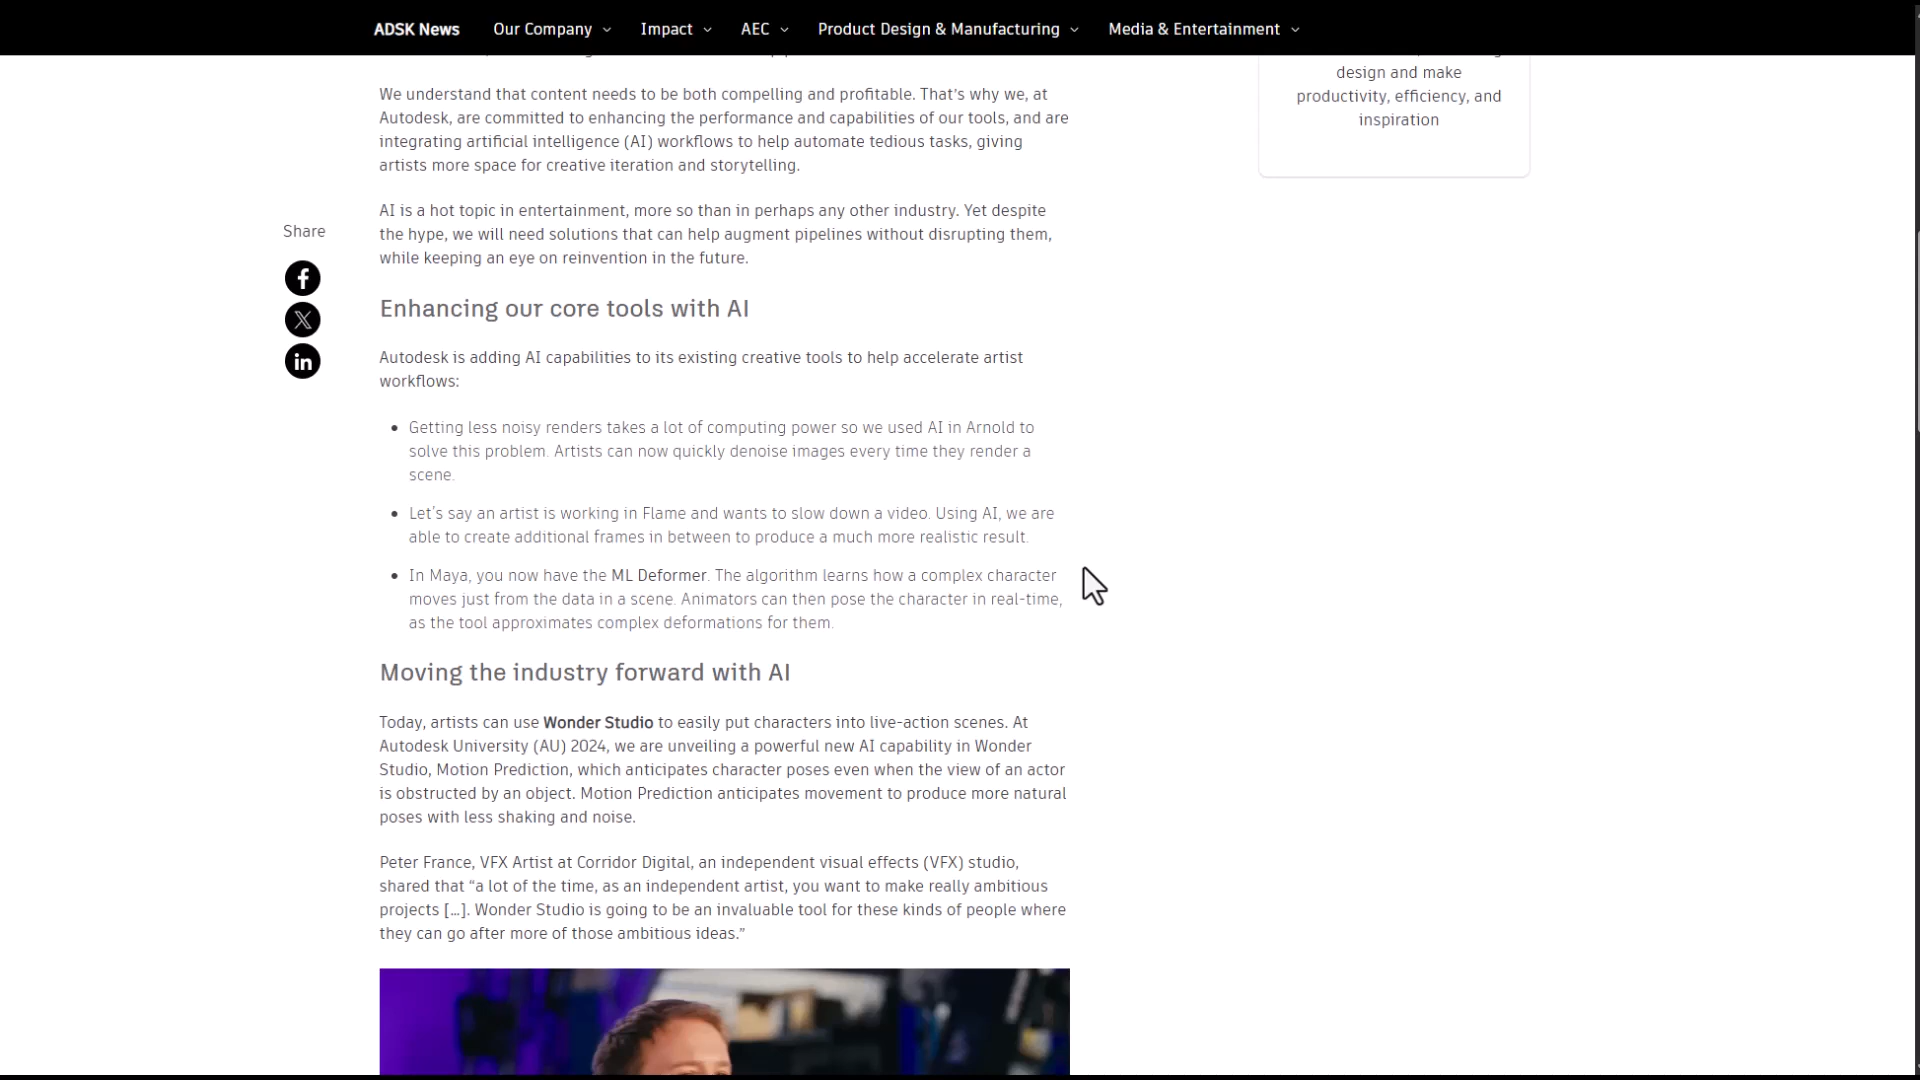 ADSK News Our Company Impact AEC Product Design & Manufacturing Media & Entertainment
design and make
productivity, efficiency, and
inspiration
We understand that content needs to be both compelling and profitable. That’s why we, at
Autodesk, are committed to enhancing the performance and capabilities of our tools, and are
integrating artificial intelligence (AI) workflows to help automate tedious tasks, giving
artists more space for creative iteration and storytelling.
AI is a hot topic in entertainment, more so than in perhaps any other industry. Yet despite
the hype, we will need solutions that can help augment pipelines without disrupting them,
while keeping an eye on reinvention in the future.
Share
Enhancing our core tools with AI
Autodesk is adding AI capabilities to its existing creative tools to help accelerate artist
workflows:
• Getting less noisy renders takes a lot of computing power so we used AI in Arnold to
solve this problem. Artists can now quickly denoise images every time they render a
scene.
• Let’s say an artist is working in Flame and wants to slow down a video. Using AI, we are
able to create additional frames in between to produce a much more realistic result.
• In Maya, you now have the ML Deformer. The algorithm learns how a complex character
moves just from the data in a scene. Animators can then pose the character in real-time,
as the tool approximates complex deformations for them.
Moving the industry forward with AI
Today, artists can use Wonder Studio to easily put characters into live-action scenes. At
Autodesk University (AU) 2024, we are unveiling a powerful new AI capability in Wonder
Studio, Motion Prediction, which anticipates character poses even when the view of an actor
is obstructed by an object. Motion Prediction anticipates movement to produce more natural
poses with less shaking and noise.
Peter France, VFX Artist at Corridor Digital, an independent visual effects (VFX) studio,
shared that “a lot of the time, as an independent artist, you want to make really ambitious
projects […]. Wonder Studio is going to be an invaluable tool for these kinds of people where
they can go after more of those ambitious ideas.”